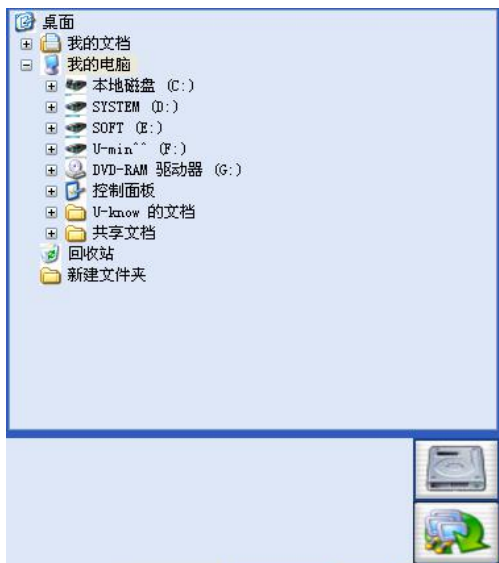 桌面
我的文档
我的电脑
本地磁盘 (C:)
SYSTEM (D:)
SOFT (E:)
U-min^^ (F:)
DVD-RAM 驱动器 (G:)
控制面板
U-know 的文档
共享文档
回收站
新建文件夹